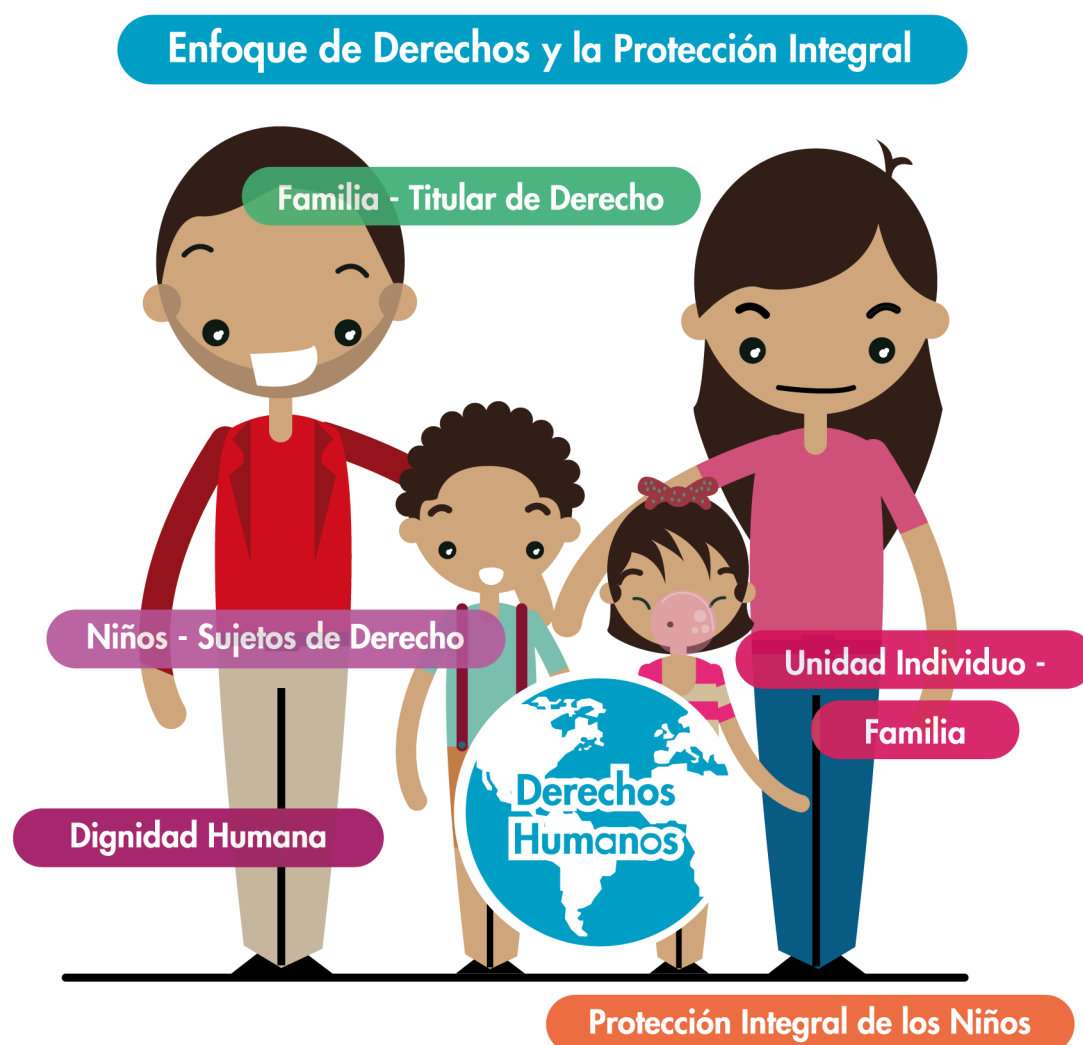 Enfoque de Derechos y la Protección Integral
Familia - Titular de Derecho
Niños - Sujetos de Derecho
Unidad Individuo -
Familia
Derechos
Humanos
Dignidad Humana
Protección Integral de los Niños